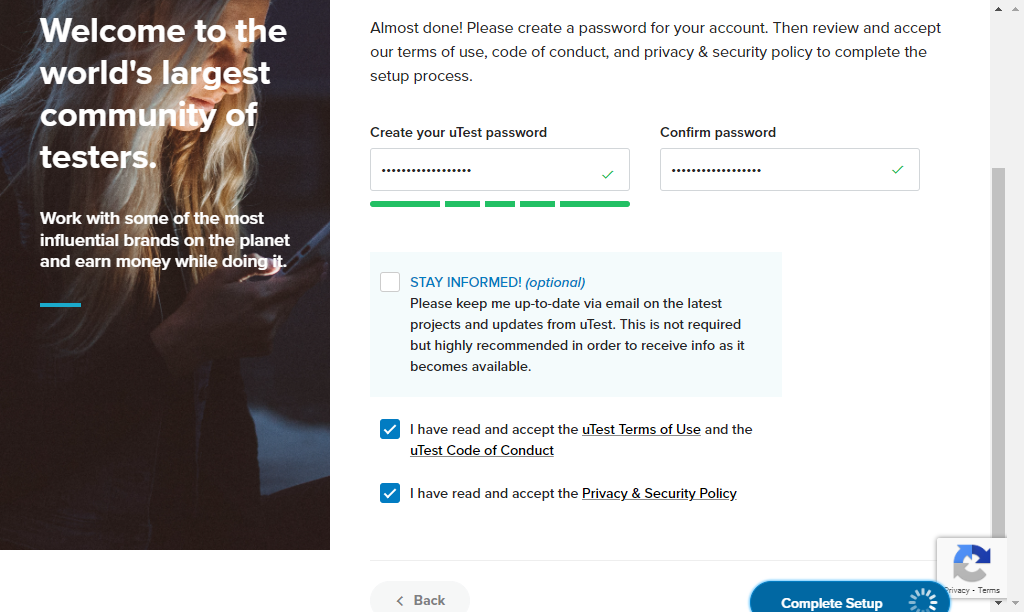 Welcome to the
world's largest
community of
testers.
Work with some of the most
influential brands on the planet
and earn money while doing it.
Almost done! Please create a password for your account. Then review and accept
our terms of use, code of conduct, and privacy & security policy to complete the
setup process.
Create your uTest password
Confirm password
••••••••••••••••••
••••••••••••••••••
STAY INFORMED! (optional)
Please keep me up-to-date via email on the latest
projects and updates from uTest. This is not required
but highly recommended in order to receive info as it
becomes available.
I have read and accept the uTest Terms of Use and the
uTest Code of Conduct
I have read and accept the Privacy & Security Policy
Back
Complete Setup
Privacy - Terms